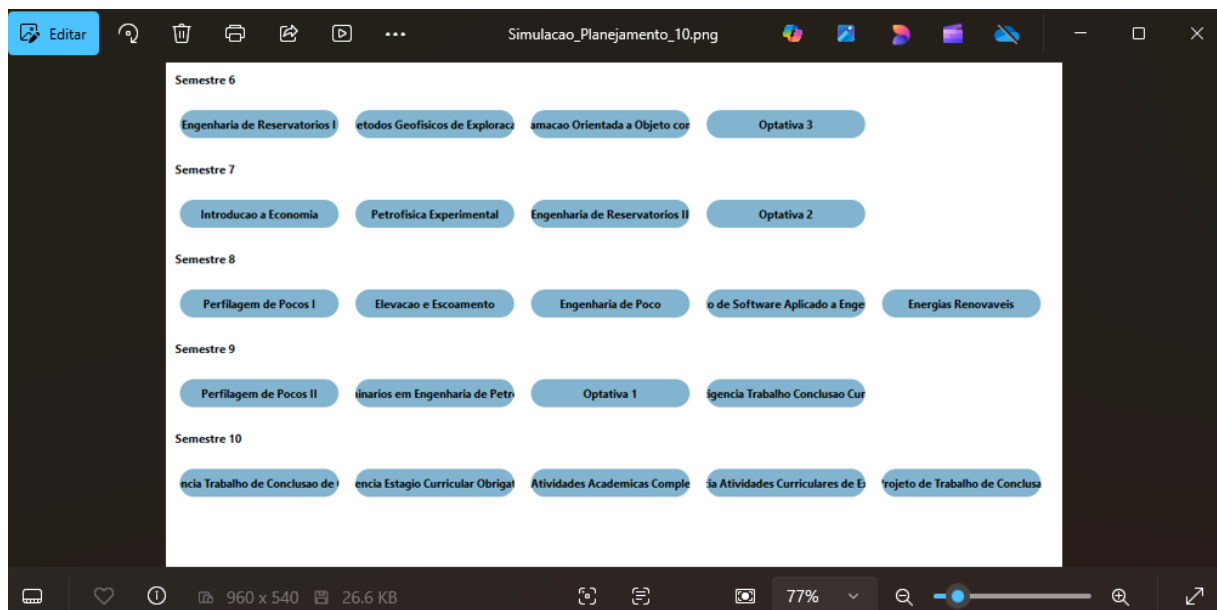 Editar
Simulacao_Planejamento_10.png
Semestre 6
Engenharia de Reservatorios I
etodos Geofisicos de Exploraca
amacao Orientada a Objeto con
Optativa 3
Semestre 7
Introducao a Economia
Petrofisica Experimental
Engenharia de Reservatorios II
Optativa 2
Semestre 8
Perfilagem de Pocos I
Elevacao e Escoamento
Engenharia de Poco
o de Software Aplicado a Enge
Energias Renovaveis
Semestre 9
Perfilagem de Pocos II
inarios em Engenharia de Petr
Optativa 1
igencia Trabalho Conclusao Cur
Semestre 10
ncia Trabalho de Conclusao de
encia Estagio Curricular Obrigat
Atividades Academicas Comple
ia Atividades Curriculares de E
rojeto de Trabalho de Conclusa
960 x 540
26.6 KB
77%